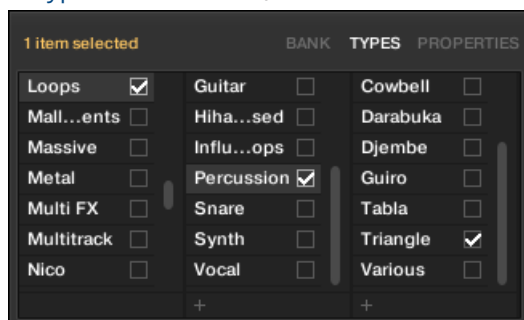 1 item selected BANK TYPES PROPERTIES
Loops Guitar Cowbell
Mall...ents Hiha...sed Darabuka
Massive Influ...ops Djembe
Metal Percussion Guiro
Multi FX Snare Tabla
Multitrack Synth Triangle
Nico Vocal Various
+ +